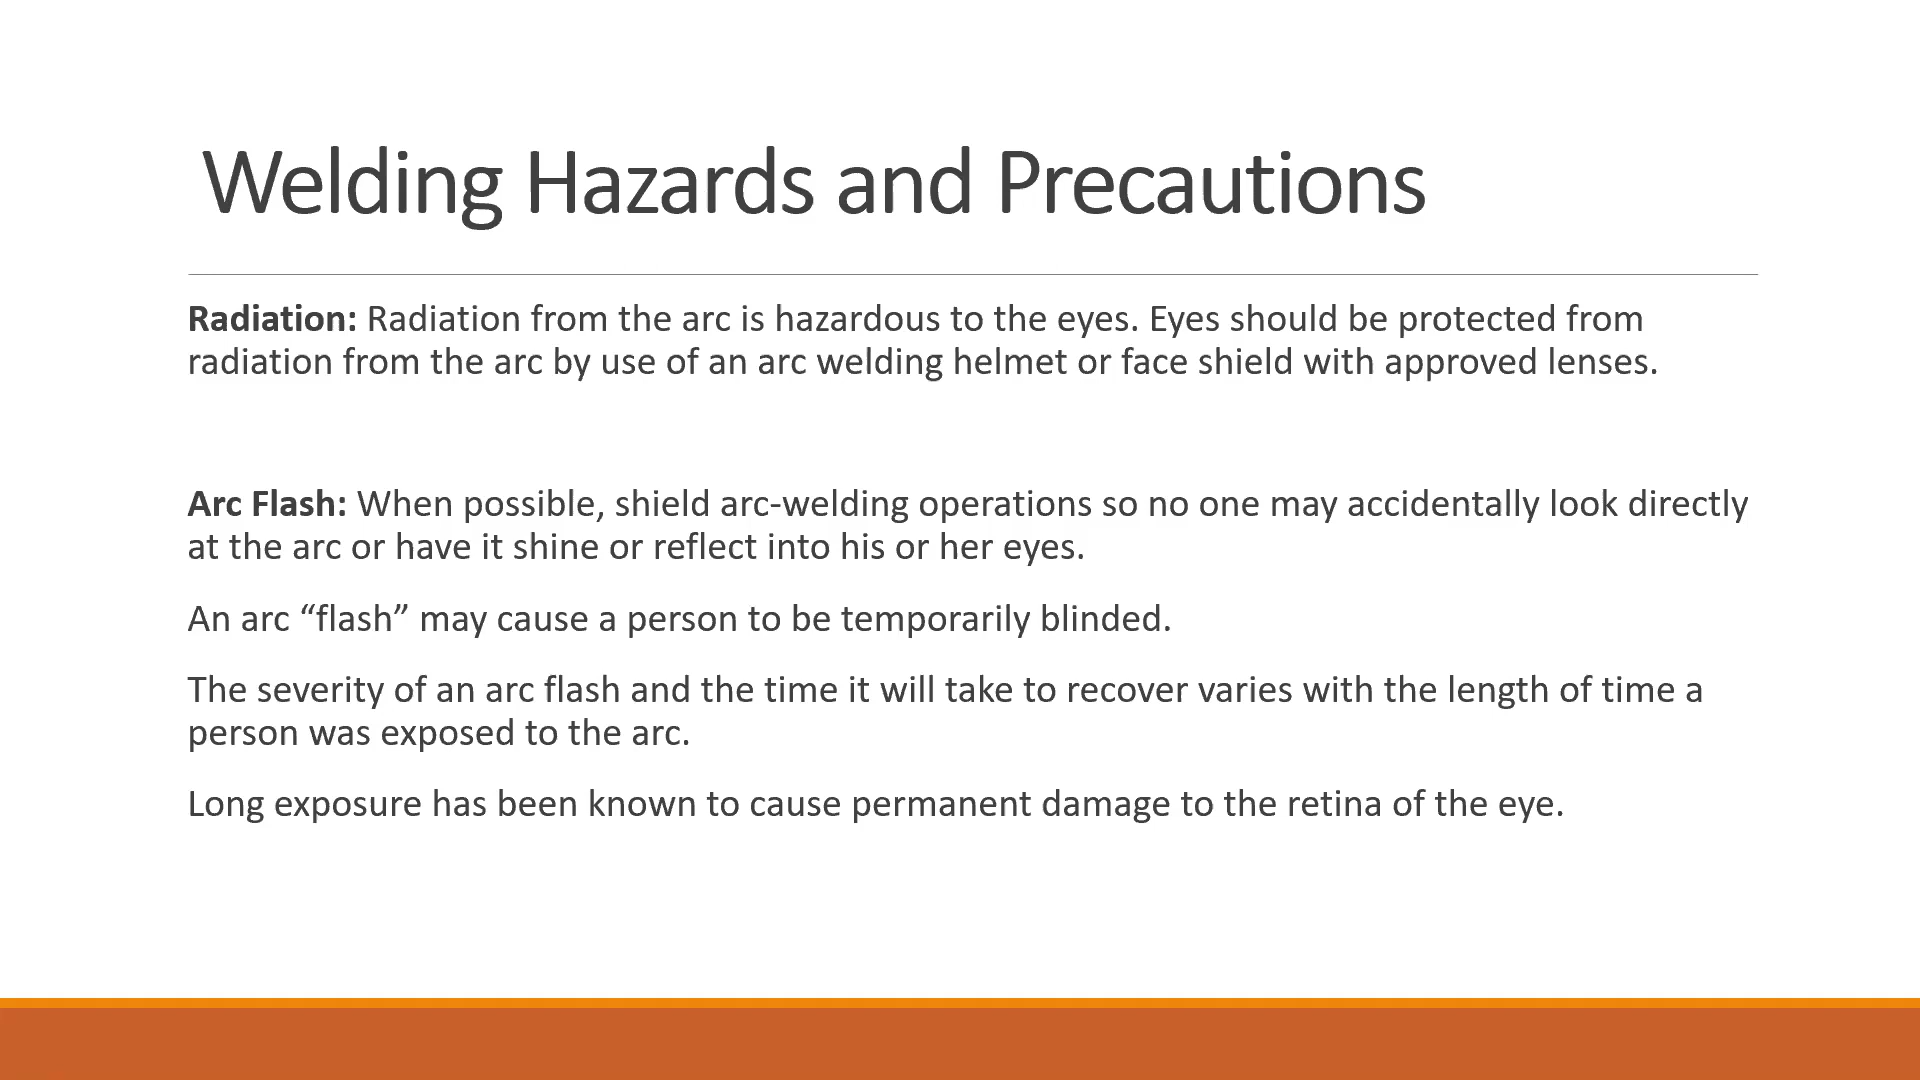 Welding Hazards and Precautions
Radiation: Radiation from the arc is hazardous to the eyes. Eyes should be protected from
radiation from the arc by use of an arc welding helmet or face shield with approved lenses.
Arc Flash: When possible, shield arc-welding operations so no one may accidentally look directly
at the arc or have it shine or reflect into his or her eyes.
An arc “flash” may cause a person to be temporarily blinded.
The severity of an arc flash and the time it will take to recover varies with the length of time a
person was exposed to the arc.
Long exposure has been known to cause permanent damage to the retina of the eye.